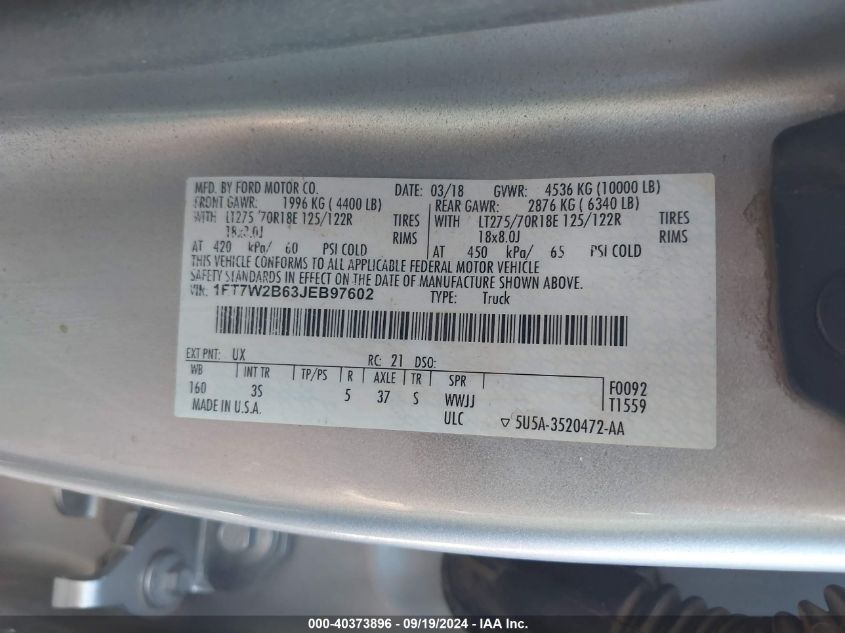 MFD. BY FORD MOTOR CO. DATE: 03/18 GVWR: 4536 KG (10000 LB)
FRONT GAWR: 1996 KG ( 4400 LB) REAR GAWR: 2876 KG ( 6340 LB)
WITH LT275/70R18E 125/122R TIRES WITH LT275/70R18E 125/122R TIRES
18x8.0J RIMS 18x8.0J RIMS
AT 420 kPa/ 60 PSI COLD AT 450 kPa/ 65 PSI COLD
THIS VEHICLE CONFORMS TO ALL APPLICABLE FEDERAL MOTOR VEHICLE
SAFETY STANDARDS IN EFFECT ON THE DATE OF MANUFACTURE SHOWN ABOVE.
VIN: 1FT7W2B63JEB97602 TYPE: Truck
EXT PNT: UX RC: 21 DSO:
WB INT TR TP/PS R AXLE TR SPR
160 3S 5 37 S WWJJ F0092
MADE IN U.S.A. ULC T1559
▽ 5U5A-3520472-AA
000-40373896 - 09/19/2024 - IAA Inc.